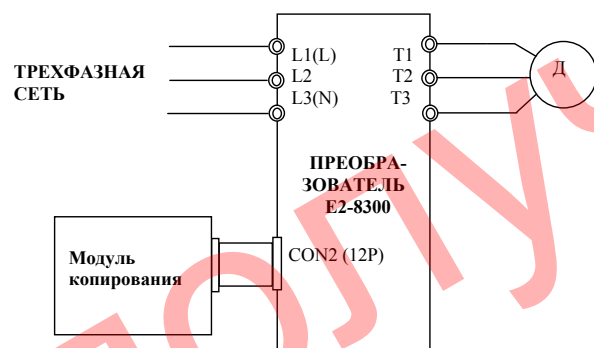 ТРЕХФАЗНАЯ
СЕТЬ
L1(L)
L2
L3(N)
T1
T2
T3
Д
ПРЕОБРА-
ЗОВАТЕЛЬ
E2-8300
Модуль
копирования
CON2 (12P)